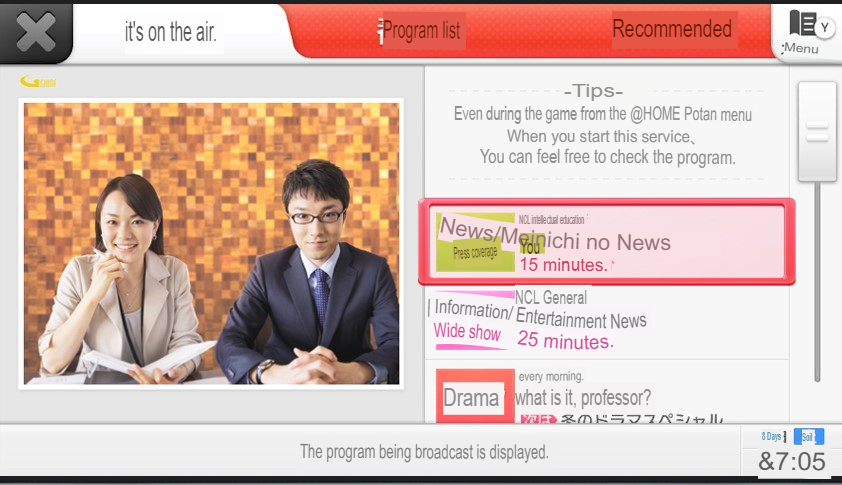 it's on the air.
Program list
Recommended
Y
Menu
-Tips-
Even during the game from the @HOME Potan menu
When you start this service、
You can feel free to check the program.
NCL intellectual education
News/Meinichi no News
Press coverage
You
15 minutes.
NCL General
Information/ Entertainment News
Wide show
25 minutes.
every morning.
Drama
what is it, professor?
次は 冬のドラマスペシャル
The program being broadcast is displayed.
8 Days
Soil
&7:05